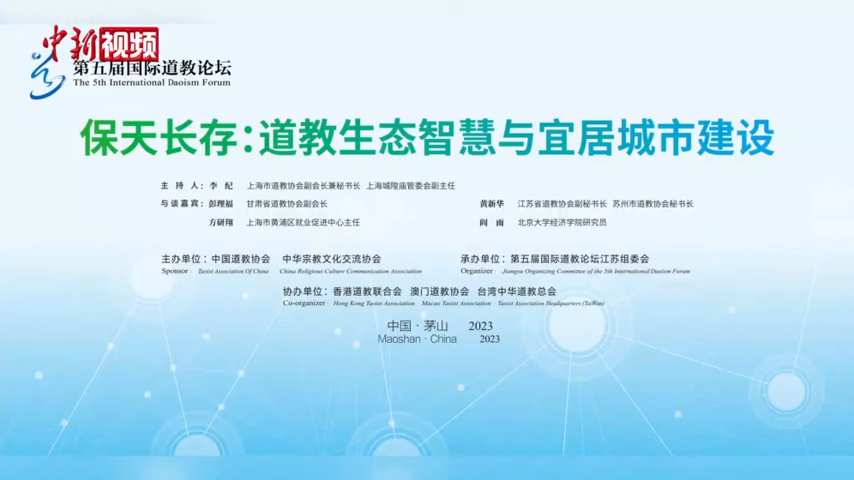 中新视频
第五届国际道教论坛
The 5th International Daoism Forum
保天长存：道教生态智慧与宜居城市建设
主 持 人：李 纪 上海市道教协会副会长兼秘书长 上海城隍庙管委会副主任
与谈嘉宾：彭理福 甘肃省道教协会副会长 黄新华 江苏省道教协会副秘书长 苏州市道教协会秘书长
方研翔 上海市黄浦区就业促进中心主任 阎 雨 北京大学经济学院研究员
主办单位：中国道教协会 中华宗教文化交流协会 承办单位：第五届国际道教论坛江苏组委会
Sponsor： Taoist Association Of China China Religious Culture Communication Association Organizer： Jiangsu Organizing Committee of the 5th International Daoism Forum
协办单位：香港道教联合会 澳门道教协会 台湾中华道教总会
Co-organizer： Hong Kong Taoist Association Macao Taoist Association Taoist Association Headquarters (TaiWan)
中国 · 茅山 2023
Maoshan · China 2023